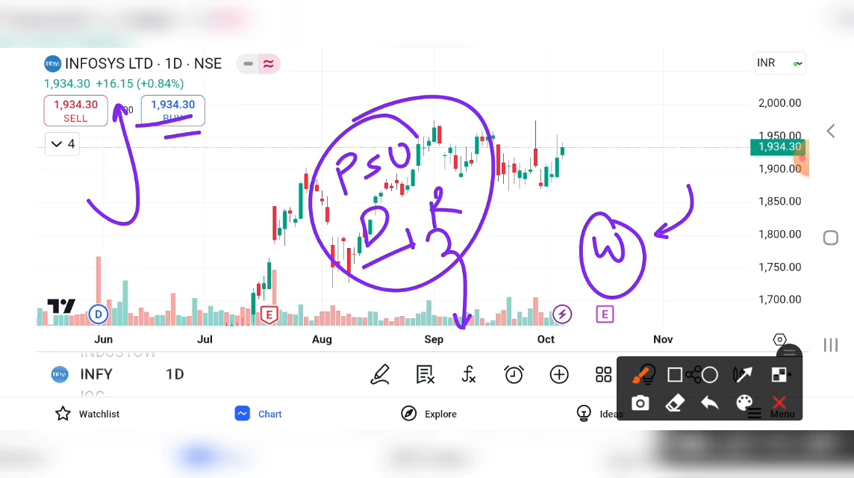 INFOSYS LTD · 1D · NSE
INR
1,934.30 +16.15 (+0.84%)
1,934.30
SELL
1,934.30
BUY
4
2,000.00
1,950.00
1,934.30
1,900.00
1,850.00
1,800.00
1,750.00
1,700.00
PSU
D
E
E
Jun
Jul
Aug
Sep
Oct
Nov
INFY
1D
Watchlist
Chart
Explore
Ideas
Menu